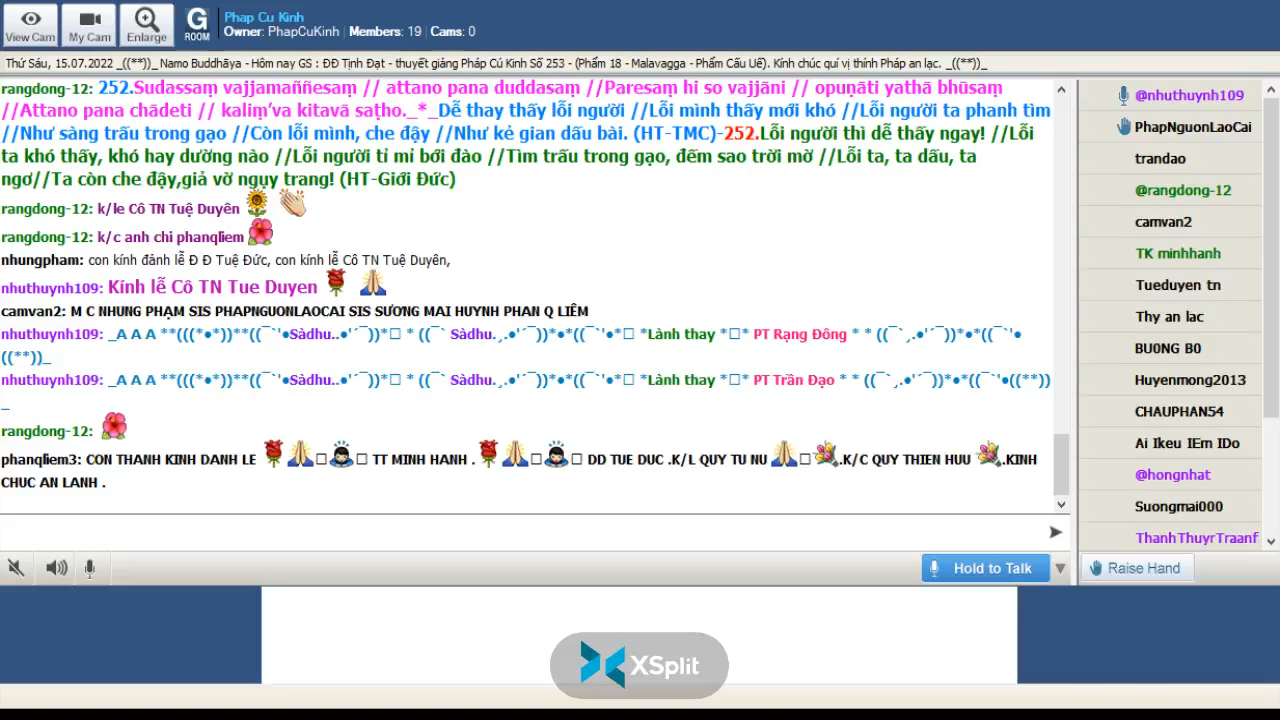 View Cam
My Cam
Enlarge
G
ROOM
Phap Cu Kinh
Owner: PhapCuKinh | Members: 19 | Cams: 0
Thứ Sáu, 15.07.2022 _((**))_ Namo Buddhāya - Hôm nay GS : ĐĐ Tịnh Đạt - thuyết giảng Pháp Cú Kinh Số 253 - (Phẩm 18 - Malavagga - Phẩm Cấu Uế). Kính chúc quí vị thính Pháp an lạc. _((**))_
rangdong-12: 252.Sudassaṃ vajjamaññesaṃ // attano pana duddasaṃ //Paresaṃ hi so vajjāni // opuṇāti yathā bhūsaṃ
//Attano pana chādeti // kaliṃ'va kitavā saṭho._*_Dễ thay thấy lỗi người //Lỗi mình thấy mới khó //Lỗi người ta phanh tìm
//Như sàng trấu trong gạo //Còn lỗi mình, che đậy //Như kẻ gian dấu bài. (HT-TMC)-252.Lỗi người thì dễ thấy ngay! //Lỗi
ta khó thấy, khó hay dường nào //Lỗi người tỉ mỉ bới đào //Tìm trấu trong gạo, đếm sao trời mờ //Lỗi ta, ta dấu, ta
ngơ//Ta còn che đậy,giả vờ ngụy trang! (HT-Giới Đức)
rangdong-12: k/le Cô TN Tuệ Duyên
rangdong-12: k/c anh chi phanqliem
nhungpham: con kính đảnh lễ Đ Đ Tuệ Đức, con kính lễ Cô TN Tuệ Duyên,
nhuthuynh109: Kính lễ Cô TN Tue Duyen
camvan2: M C NHUNG PHẠM SIS PHAPNGUONLAOCAI SIS SƯƠNG MAI HUYNH PHAN Q LIÊM
nhuthuynh109: _A A A **(((*•*))**((¯`'•Sàdhu..•'´¯))*□ * ((¯` Sàdhu.¸.•'´¯))*•*((¯`'•*□ *Lành thay *□* PT Rạng Đông * * ((¯`¸.•'´¯))*•*((¯`'•
((**))_
nhuthuynh109: _A A A **(((*•*))**((¯`'•Sàdhu..•'´¯))*□ * ((¯` Sàdhu.¸.•'´¯))*•*((¯`'•*□ *Lành thay *□* PT Trần Đạo * * ((¯`¸.•'´¯))*•*((¯`'•((**))
_
rangdong-12:
phanqliem3: CON THANH KINH DANH LE □ □ TT MINH HANH . □ □ DD TUE DUC .K/L QUY TU NU □ .K/C QUY THIEN HUU .KINH
CHUC AN LANH .
Hold to Talk
@nhuthuynh109
PhapNguonLaoCai
trandao
@rangdong-12
camvan2
TK minhhanh
Tueduyen tn
Thy an lac
BU0NG B0
Huyenmong2013
CHAUPHAN54
Ai lkeu lErn lDo
@hongnhat
Suongmai000
ThanhThuyrTraanf
Raise Hand
XSplit